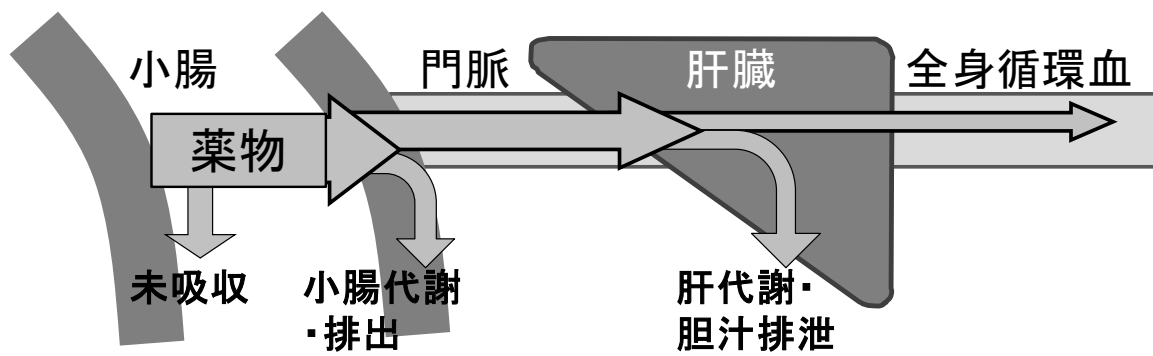 小腸
門脈
肝臓
全身循環血
薬物
未吸収
小腸代謝
・排出
肝代謝・
胆汁排泄